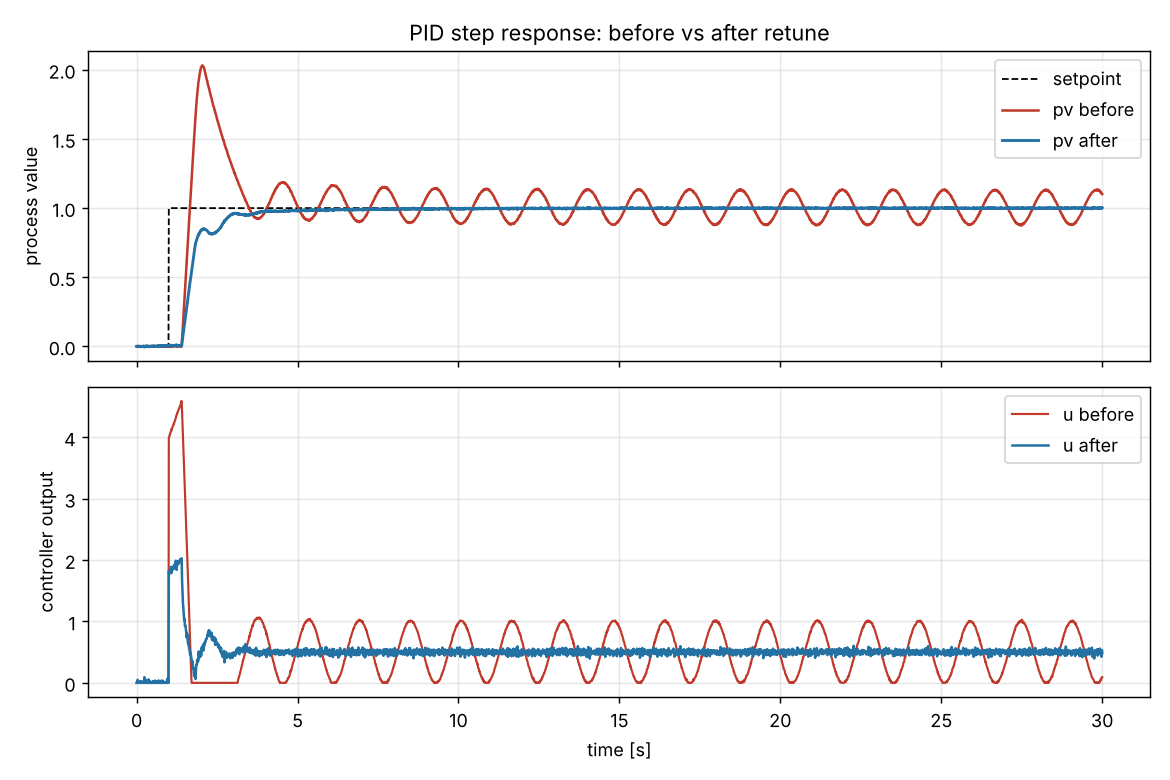 PID step response: before vs after retune
process value
2.0
1.5
1.0
0.5
0.0
setpoint
pv before
pv after
controller output
4
3
2
1
0
u before
u after
0
5
10
15
20
25
30
time [s]